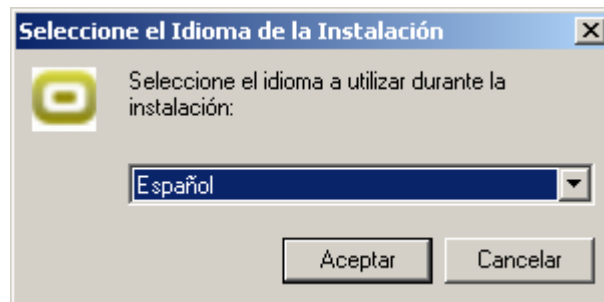 Seleccione el Idioma de la Instalación
Seleccione el idioma a utilizar durante la
instalación:
Español
Aceptar
Cancelar